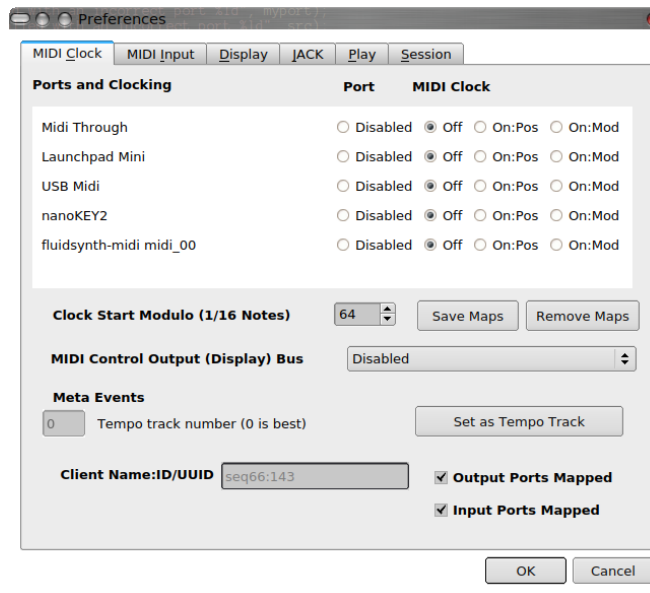 Preferences
MIDI Clock MIDI Input Display JACK Play Session
Ports and Clocking Port MIDI Clock
Midi Through Disabled Off On:Pos On:Mod
Launchpad Mini Disabled Off On:Pos On:Mod
USB Midi Disabled Off On:Pos On:Mod
nanoKEY2 Disabled Off On:Pos On:Mod
fluidsynth-midi midi_00 Disabled Off On:Pos On:Mod
Clock Start Modulo (1/16 Notes) 64 Save Maps Remove Maps
MIDI Control Output (Display) Bus Disabled
Meta Events
0 Tempo track number (0 is best) Set as Tempo Track
Client Name:ID/UUID seq66:143 Output Ports Mapped
Input Ports Mapped
OK Cancel